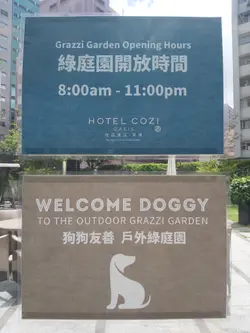 Grazzi Garden Opening Hours
綠庭園開放時間
8:00am - 11:00pm
HOTEL COZI
WELCOME DOGGY
TO THE OUTDOOR GRAZZI GARDEN
狗狗友善 戶外綠庭園